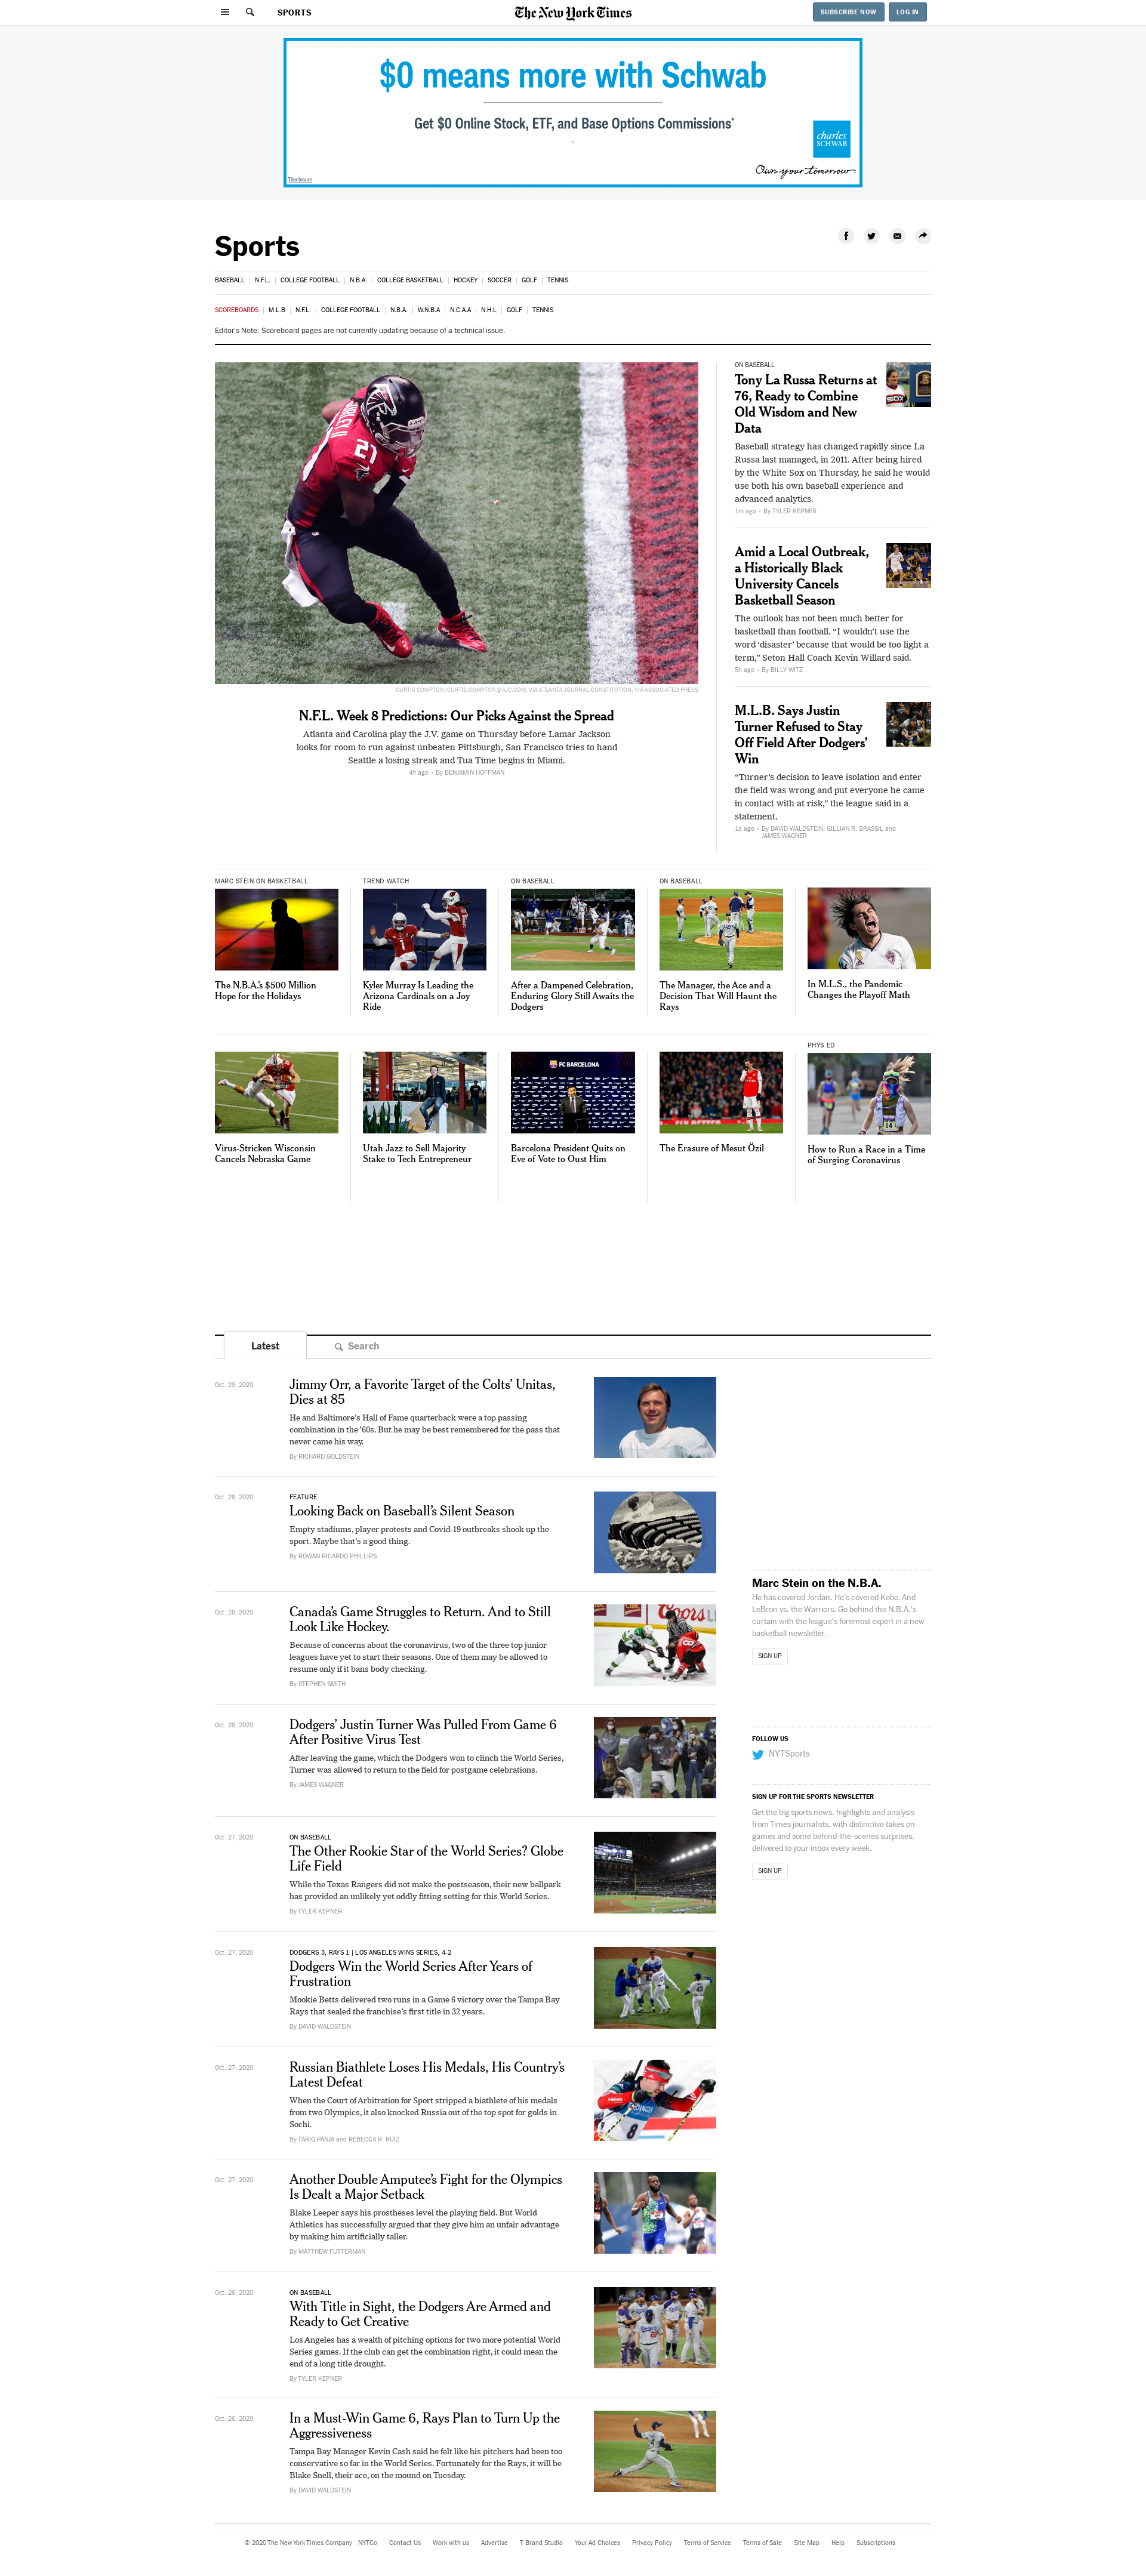 SPORTS
The New York Times
SUBSCRIBE NOW
LOG IN
$0 means more with Schwab
Get $0 Online Stock, ETF, and Base Options Commissions*
charles
SCHWAB
Own your tomorrow
Disclosure
Sports
BASEBALL | N.F.L. | COLLEGE FOOTBALL | N.B.A. | COLLEGE BASKETBALL | HOCKEY | SOCCER | GOLF | TENNIS
SCOREBOARDS | M.L.B | N.F.L. | COLLEGE FOOTBALL | N.B.A. | W.N.B.A | N.C.A.A | N.H.L | GOLF | TENNIS
Editor's Note: Scoreboard pages are not currently updating because of a technical issue.
CURTIS COMPTON/CURTIS.COMPTON@AJC.COM, VIA ATLANTA JOURNAL-CONSTITUTION, VIA ASSOCIATED PRESS
N.F.L. Week 8 Predictions: Our Picks Against the Spread
Atlanta and Carolina play the J.V. game on Thursday before Lamar Jackson
looks for room to run against unbeaten Pittsburgh, San Francisco tries to hand
Seattle a losing streak and Tua Time begins in Miami.
4h ago • By BENJAMIN HOFFMAN
ON BASEBALL
Tony La Russa Returns at
76, Ready to Combine
Old Wisdom and New
Data
Baseball strategy has changed rapidly since La
Russa last managed, in 2011. After being hired
by the White Sox on Thursday, he said he would
use both his own baseball experience and
advanced analytics.
1m ago • By TYLER KEPNER
Amid a Local Outbreak,
a Historically Black
University Cancels
Basketball Season
The outlook has not been much better for
basketball than football. “I wouldn’t use the
word ‘disaster’ because that would be too light a
term,” Seton Hall Coach Kevin Willard said.
5h ago • By BILLY WITZ
M.L.B. Says Justin
Turner Refused to Stay
Off Field After Dodgers’
Win
“Turner’s decision to leave isolation and enter
the field was wrong and put everyone he came
in contact with at risk,” the league said in a
statement.
1d ago • By DAVID WALDSTEIN, GILLIAN R. BRASSIL and
JAMES WAGNER
MARC STEIN ON BASKETBALL
The N.B.A.’s $500 Million
Hope for the Holidays
TREND WATCH
Kyler Murray Is Leading the
Arizona Cardinals on a Joy
Ride
ON BASEBALL
After a Dampened Celebration,
Enduring Glory Still Awaits the
Dodgers
ON BASEBALL
The Manager, the Ace and a
Decision That Will Haunt the
Rays
In M.L.S., the Pandemic
Changes the Playoff Math
Virus-Stricken Wisconsin
Cancels Nebraska Game
Utah Jazz to Sell Majority
Stake to Tech Entrepreneur
FC BARCELONA
Barcelona President Quits on
Eve of Vote to Oust Him
The Erasure of Mesut Özil
PHYS ED
How to Run a Race in a Time
of Surging Coronavirus
Latest
Search
Oct. 29, 2020
Jimmy Orr, a Favorite Target of the Colts’ Unitas,
Dies at 85
He and Baltimore’s Hall of Fame quarterback were a top passing
combination in the ’60s. But he may be best remembered for the pass that
never came his way.
By RICHARD GOLDSTEIN
Oct. 28, 2020
FEATURE
Looking Back on Baseball’s Silent Season
Empty stadiums, player protests and Covid-19 outbreaks shook up the
sport. Maybe that’s a good thing.
By ROWAN RICARDO PHILLIPS
Oct. 28, 2020
Canada’s Game Struggles to Return. And to Still
Look Like Hockey.
Because of concerns about the coronavirus, two of the three top junior
leagues have yet to start their seasons. One of them may be allowed to
resume only if it bans body checking.
By STEPHEN SMITH
Oct. 28, 2020
Dodgers’ Justin Turner Was Pulled From Game 6
After Positive Virus Test
After leaving the game, which the Dodgers won to clinch the World Series,
Turner was allowed to return to the field for postgame celebrations.
By JAMES WAGNER
Oct. 27, 2020
ON BASEBALL
The Other Rookie Star of the World Series? Globe
Life Field
While the Texas Rangers did not make the postseason, their new ballpark
has provided an unlikely yet oddly fitting setting for this World Series.
By TYLER KEPNER
Oct. 27, 2020
DODGERS 3, RAYS 1 | LOS ANGELES WINS SERIES, 4-2
Dodgers Win the World Series After Years of
Frustration
Mookie Betts delivered two runs in a Game 6 victory over the Tampa Bay
Rays that sealed the franchise’s first title in 32 years.
By DAVID WALDSTEIN
Oct. 27, 2020
Russian Biathlete Loses His Medals, His Country’s
Latest Defeat
When the Court of Arbitration for Sport stripped a biathlete of his medals
from two Olympics, it also knocked Russia out of the top spot for golds in
Sochi.
By TARIQ PANJA and REBECCA R. RUIZ
Oct. 27, 2020
Another Double Amputee’s Fight for the Olympics
Is Dealt a Major Setback
Blake Leeper says his prostheses level the playing field. But World
Athletics has successfully argued that they give him an unfair advantage
by making him artificially taller.
By MATTHEW FUTTERMAN
Oct. 26, 2020
ON BASEBALL
With Title in Sight, the Dodgers Are Armed and
Ready to Get Creative
Los Angeles has a wealth of pitching options for two more potential World
Series games. If the club can get the combination right, it could mean the
end of a long title drought.
By TYLER KEPNER
Oct. 26, 2020
In a Must-Win Game 6, Rays Plan to Turn Up the
Aggressiveness
Tampa Bay Manager Kevin Cash said he felt like his pitchers had been too
conservative so far in the World Series. Fortunately for the Rays, it will be
Blake Snell, their ace, on the mound on Tuesday.
By DAVID WALDSTEIN
Marc Stein on the N.B.A.
He has covered Jordan. He’s covered Kobe. And
LeBron vs. the Warriors. Go behind the N.B.A.’s
curtain with the league’s foremost expert in a new
basketball newsletter.
SIGN UP
FOLLOW US
NYTSports
SIGN UP FOR THE SPORTS NEWSLETTER
Get the big sports news, highlights and analysis
from Times journalists, with distinctive takes on
games and some behind-the-scenes surprises,
delivered to your inbox every week.
SIGN UP
© 2020 The New York Times Company NYTCo Contact Us Work with us Advertise T Brand Studio Your Ad Choices Privacy Policy Terms of Service Terms of Sale Site Map Help Subscriptions